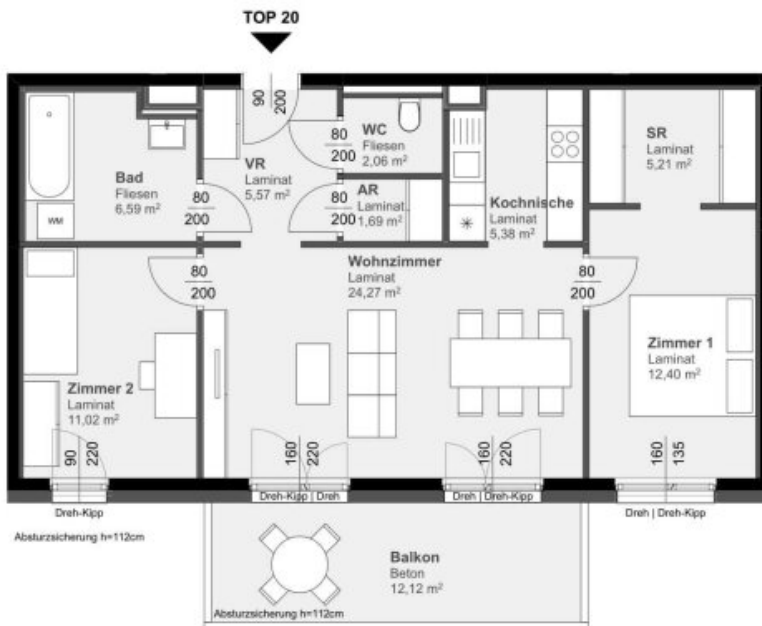 TOP 20
90
200
Bad
Fliesen
6,59 m²
WM
80
200
VR
Laminat
5,57 m²
80
200
WC
Fliesen
2,06 m²
80
200
AR
Laminat
1,69 m²
Kochnische
Laminat
5,38 m²
SR
Laminat
5,21 m²
80
200
Wohnzimmer
Laminat
24,27 m²
80
200
Zimmer 1
Laminat
12,40 m²
Zimmer 2
Laminat
11,02 m²
90
220
160
220
160
220
160
135
Dreh-Kipp
Dreh-Kipp | Dreh
Dreh | Dreh-Kipp
Dreh | Dreh-Kipp
Absturzsicherung h=112cm
Balkon
Beton
12,12 m²
Absturzsicherung h=112cm